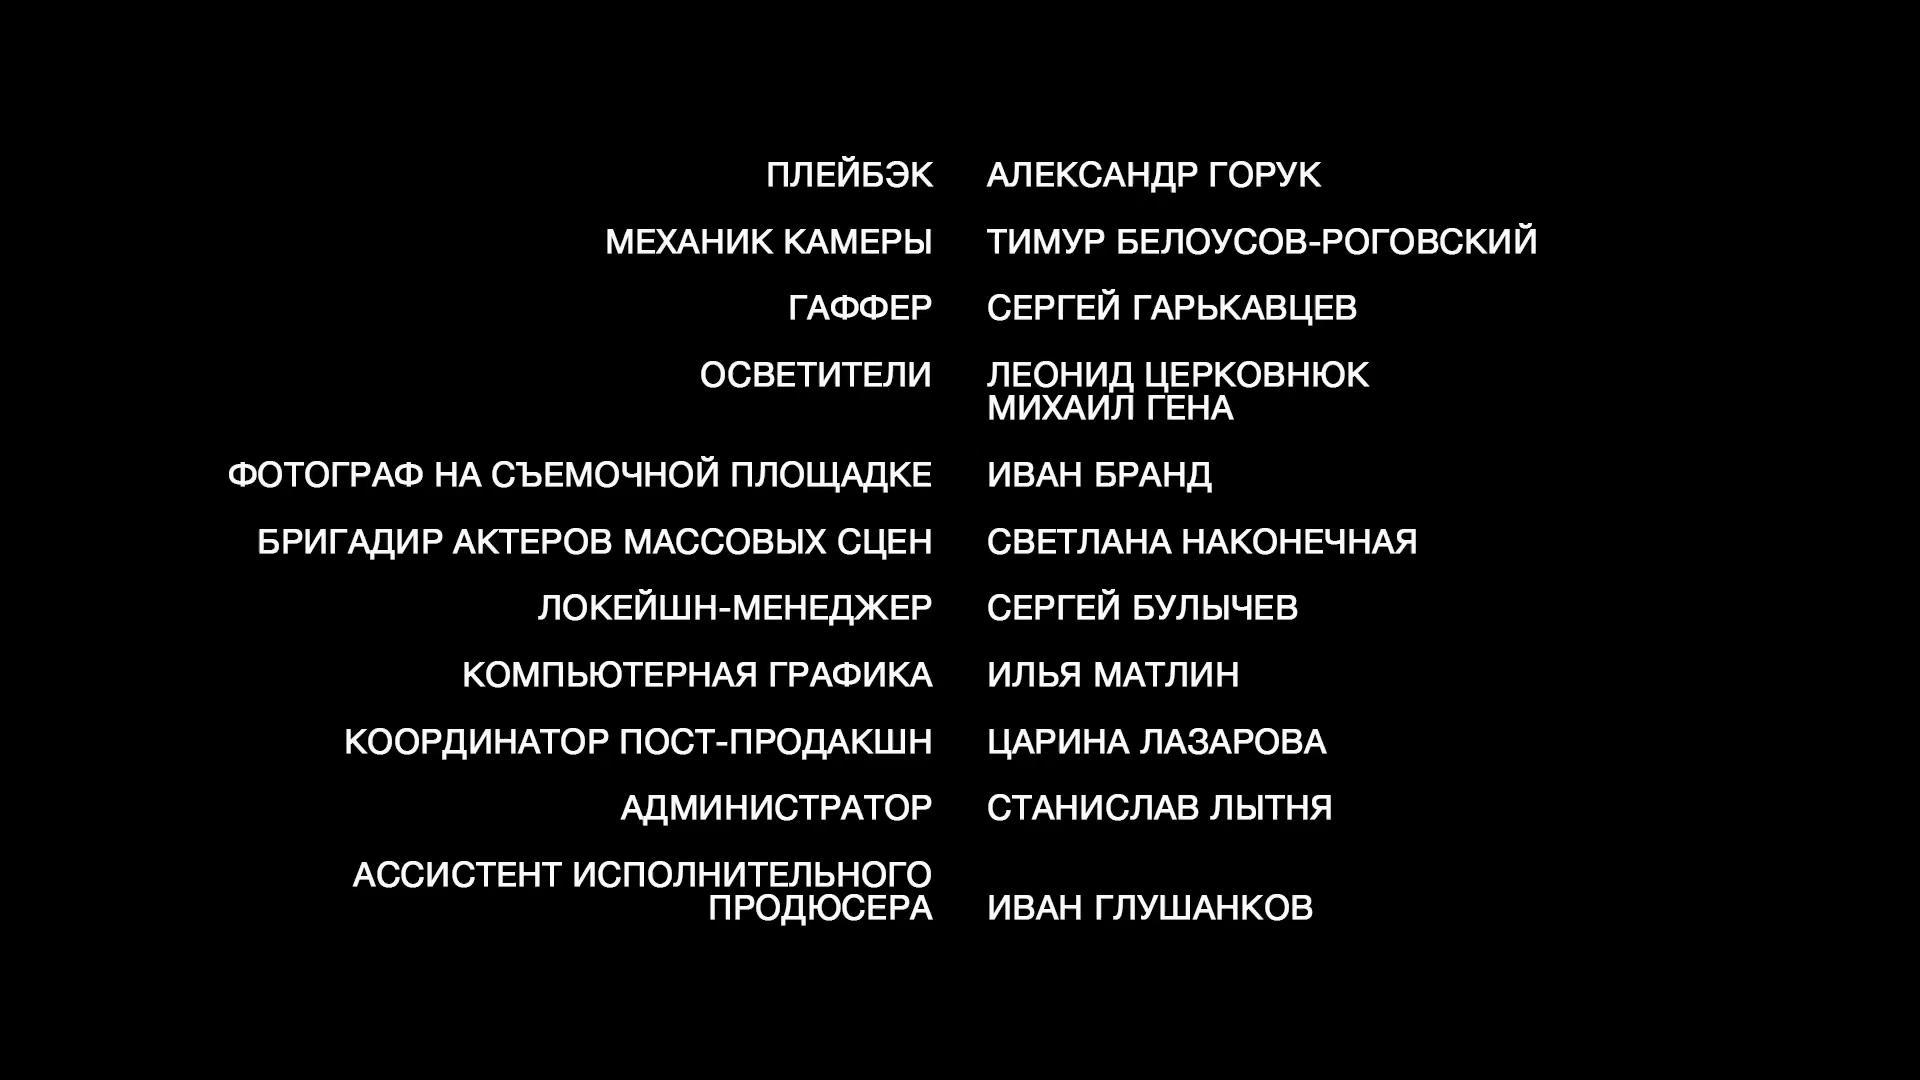 ПЛЕЙБЭК АЛЕКСАНДР ГОРУК
МЕХАНИК КАМЕРЫ ТИМУР БЕЛОУСОВ-РОГОВСКИЙ
ГАФФЕР СЕРГЕЙ ГАРЬКАВЦЕВ
ОСВЕТИТЕЛИ ЛЕОНИД ЦЕРКОВНЮК
МИХАИЛ ГЕНА
ФОТОГРАФ НА СЪЕМОЧНОЙ ПЛОЩАДКЕ ИВАН БРАНД
БРИГАДИР АКТЕРОВ МАССОВЫХ СЦЕН СВЕТЛАНА НАКОНЕЧНАЯ
ЛОКЕЙШН-МЕНЕДЖЕР СЕРГЕЙ БУЛЫЧЕВ
КОМПЬЮТЕРНАЯ ГРАФИКА ИЛЬЯ МАТЛИН
КООРДИНАТОР ПОСТ-ПРОДАКШН ЦАРИНА ЛАЗАРОВА
АДМИНИСТРАТОР СТАНИСЛАВ ЛЫТНЯ
АССИСТЕНТ ИСПОЛНИТЕЛЬНОГО
ПРОДЮСЕРА ИВАН ГЛУШАНКОВ